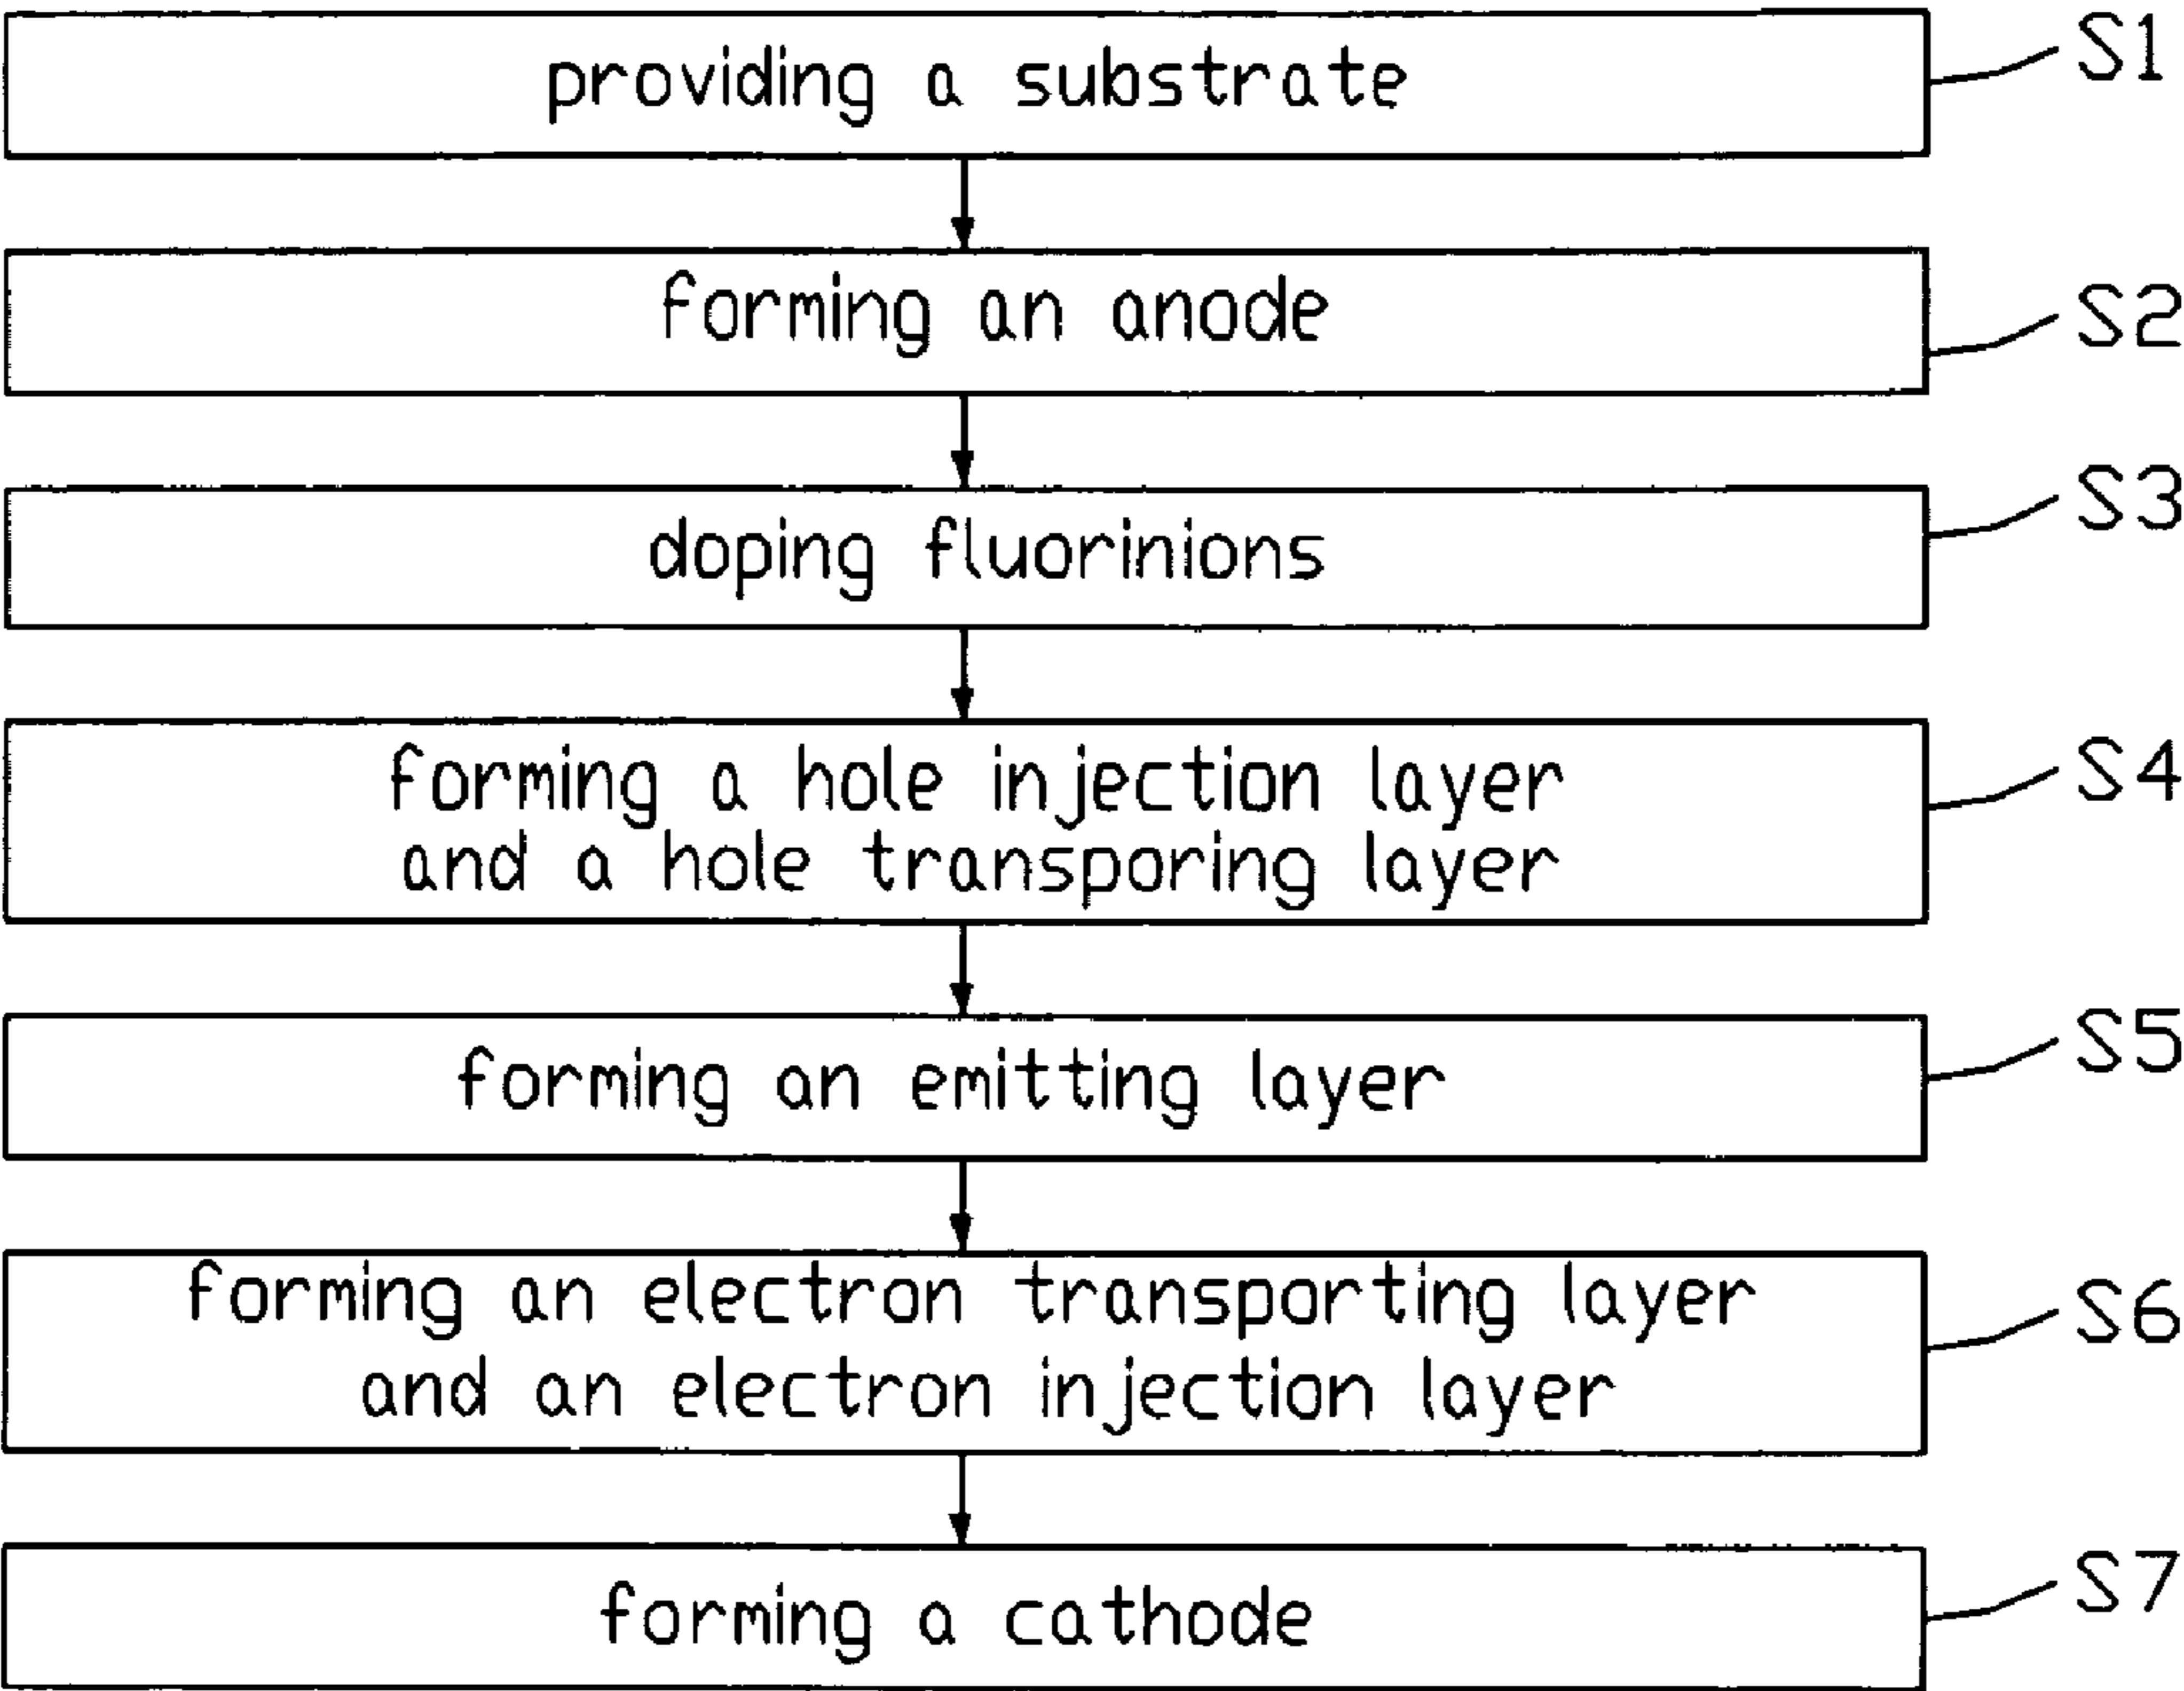 providing a substrate
S1
forming an anode
S2
doping fluorinions
S3
forming a hole injection layer
and a hole transporing layer
S4
forming an emitting layer
S5
forming an electron transporting layer
and an electron injection layer
S6
forming a cathode
S7